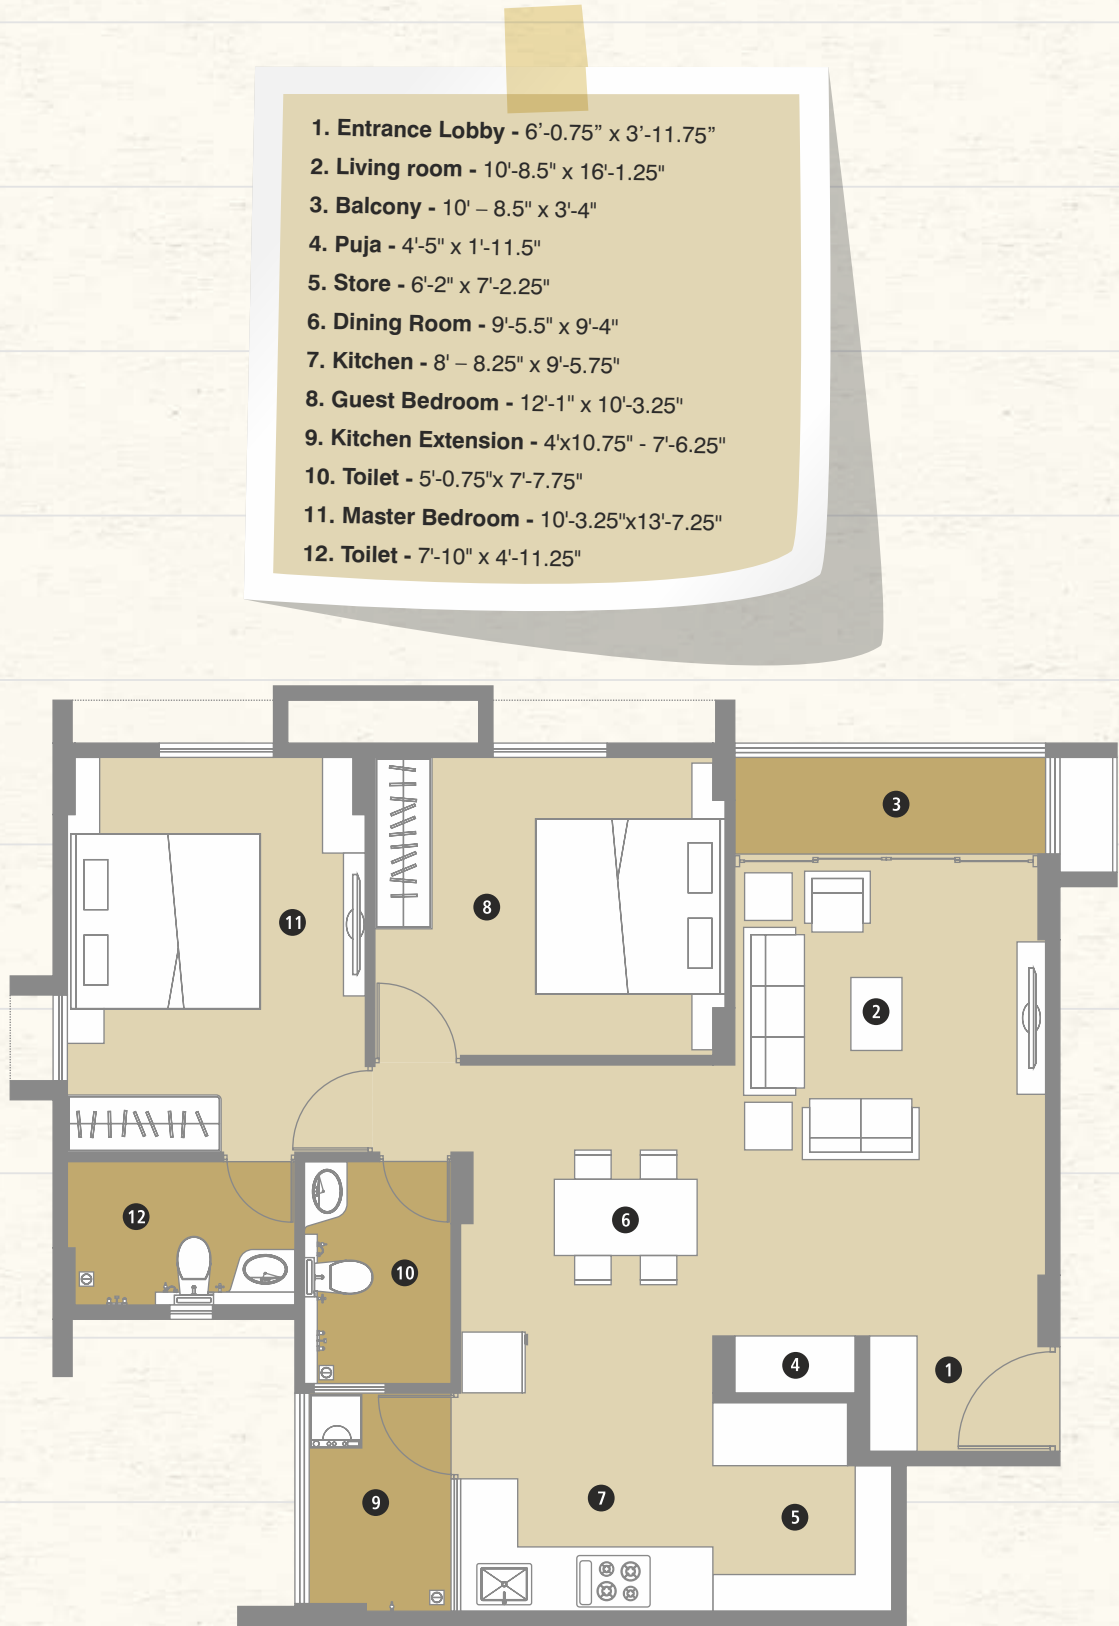 1. Entrance Lobby - 6’-0.75” x 3’-11.75”
2. Living room - 10'-8.5" x 16'-1.25"
3. Balcony - 10' – 8.5" x 3'-4"
4. Puja - 4'-5" x 1'-11.5"
5. Store - 6'-2" x 7'-2.25"
6. Dining Room - 9'-5.5" x 9'-4"
7. Kitchen - 8' – 8.25" x 9'-5.75"
8. Guest Bedroom - 12'-1" x 10'-3.25"
9. Kitchen Extension - 4'x10.75" - 7'-6.25"
10. Toilet - 5'-0.75"x 7'-7.75"
11. Master Bedroom - 10'-3.25"x13'-7.25"
12. Toilet - 7'-10" x 4'-11.25"
3
8
11
2
12
6
10
4
1
9
7
5